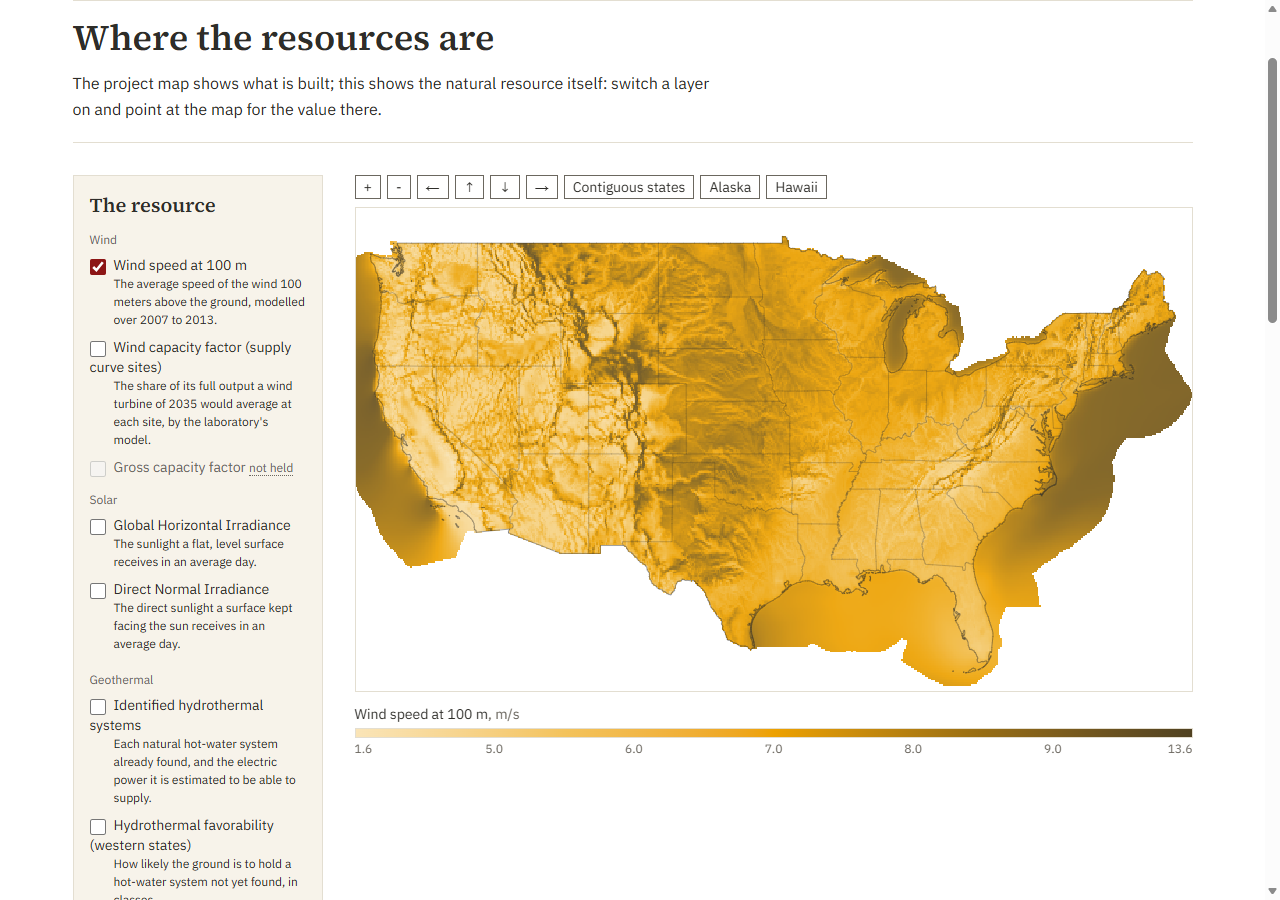 Where the resources are
The project map shows what is built; this shows the natural resource itself: switch a layer
on and point at the map for the value there.
The resource
Wind
Wind speed at 100 m
The average speed of the wind 100
meters above the ground, modelled
over 2007 to 2013.
Wind capacity factor (supply
curve sites)
The share of its full output a wind
turbine of 2035 would average at
each site, by the laboratory's
model.
Gross capacity factor not held
Solar
Global Horizontal Irradiance
The sunlight a flat, level surface
receives in an average day.
Direct Normal Irradiance
The direct sunlight a surface kept
facing the sun receives in an
average day.
Geothermal
Identified hydrothermal
systems
Each natural hot-water system
already found, and the electric
power it is estimated to be able to
supply.
Hydrothermal favorability
(western states)
How likely the ground is to hold a
hot-water system not yet found, in
classes.
+ - ← ↑ ↓ → Contiguous states Alaska Hawaii
Wind speed at 100 m, m/s
1.6 5.0 6.0 7.0 8.0 9.0 13.6